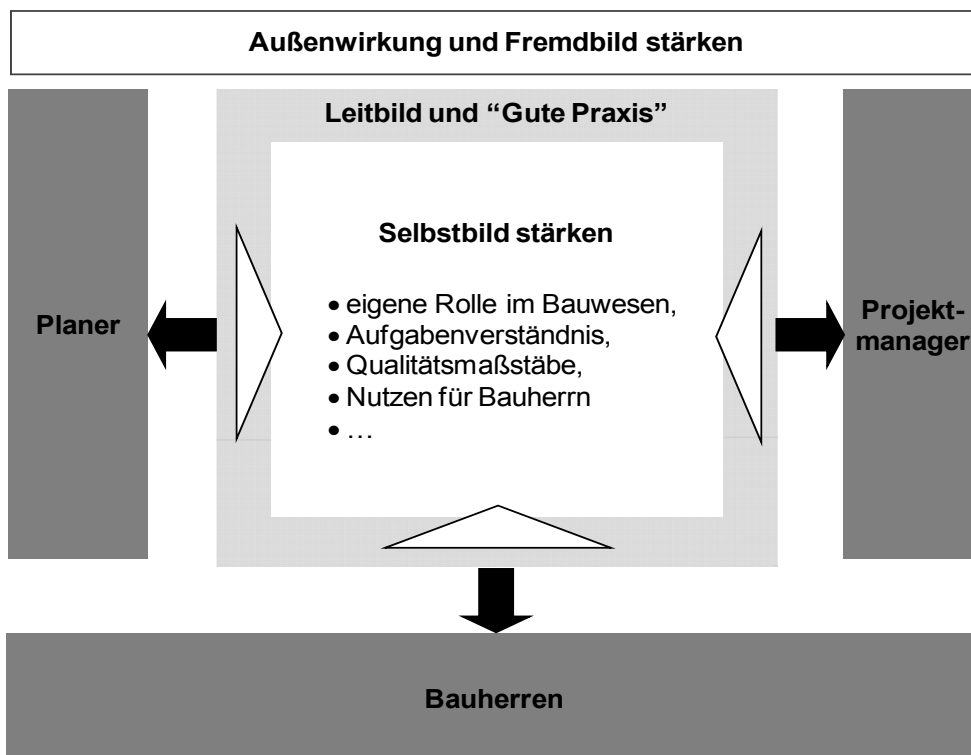 Außenwirkung und Fremdbild stärken
Leitbild und “Gute Praxis”
Selbstbild stärken
• eigene Rolle im Bauwesen,
• Aufgabenverständnis,
• Qualitätsmaßstäbe,
• Nutzen für Bauherrn
• …
Planer
Projekt-
manager
Bauherren